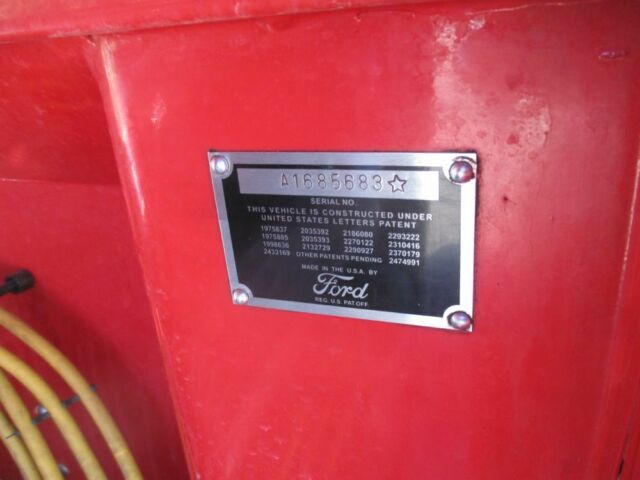 A1685683☆
SERIAL NO.
THIS VEHICLE IS CONSTRUCTED UNDER
UNITED STATES LETTERS PATENT
1975837 2035392 2186080 2293222
1975885 2035393 2270122 2310416
1998636 2132729 2290927 2370179
2433169 OTHER PATENTS PENDING 2474991
MADE IN THE U.S.A. BY
Ford
REG. U.S. PAT. OFF.